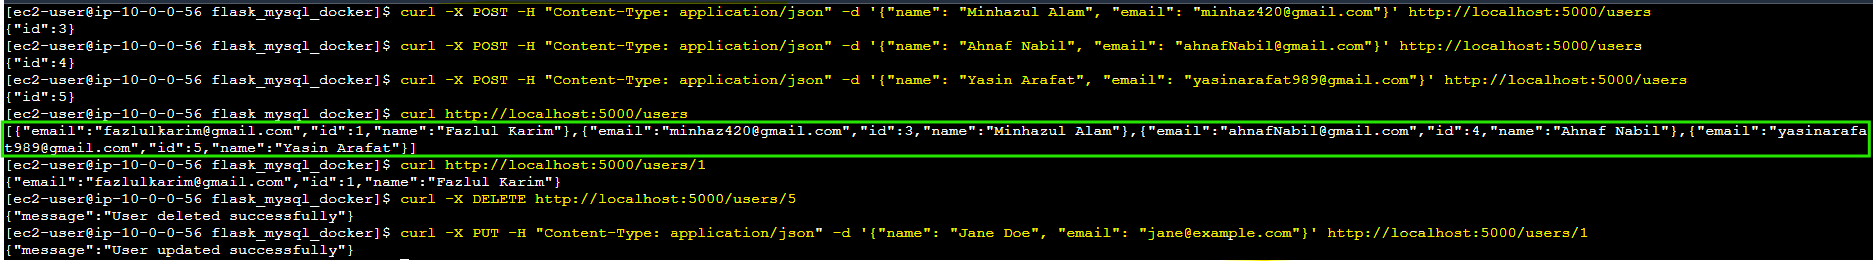 [ec2-user@ip-10-0-0-56 flask_mysql_docker]$ curl -X POST -H "Content-Type: application/json" -d '{"name": "Minhazul Alam", "email": "minhaz420@gmail.com"}' http://localhost:5000/users
{"id":3}
[ec2-user@ip-10-0-0-56 flask_mysql_docker]$ curl -X POST -H "Content-Type: application/json" -d '{"name": "Ahnaf Nabil", "email": "ahnafNabil@gmail.com"}' http://localhost:5000/users
{"id":4}
[ec2-user@ip-10-0-0-56 flask_mysql_docker]$ curl -X POST -H "Content-Type: application/json" -d '{"name": "Yasin Arafat", "email": "yasinarafat989@gmail.com"}' http://localhost:5000/users
{"id":5}
[ec2-user@ip-10-0-0-56 flask_mysql_docker]$ curl http://localhost:5000/users
[{"email":"fazlulkarim@gmail.com","id":1,"name":"Fazlul Karim"},{"email":"minhaz420@gmail.com","id":3,"name":"Minhazul Alam"},{"email":"ahnafNabil@gmail.com","id":4,"name":"Ahnaf Nabil"},{"email":"yasinarafa
t989@gmail.com","id":5,"name":"Yasin Arafat"}]
[ec2-user@ip-10-0-0-56 flask_mysql_docker]$ curl http://localhost:5000/users/1
{"email":"fazlulkarim@gmail.com","id":1,"name":"Fazlul Karim"}
[ec2-user@ip-10-0-0-56 flask_mysql_docker]$ curl -X DELETE http://localhost:5000/users/5
{"message":"User deleted successfully"}
[ec2-user@ip-10-0-0-56 flask_mysql_docker]$ curl -X PUT -H "Content-Type: application/json" -d '{"name": "Jane Doe", "email": "jane@example.com"}' http://localhost:5000/users/1
{"message":"User updated successfully"}